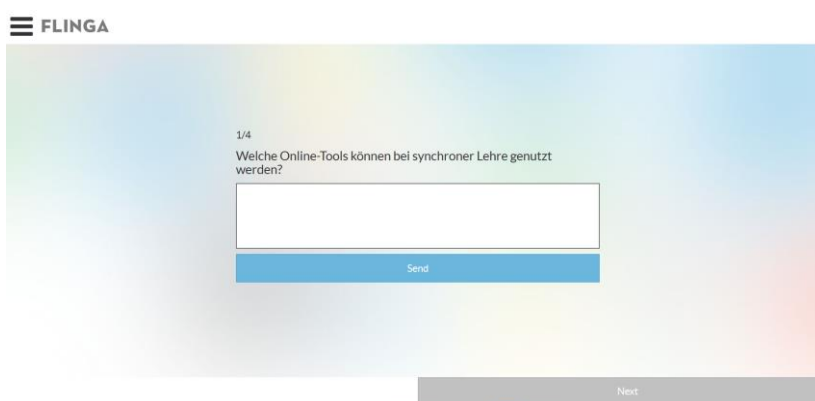 FLINGA
1/4
Welche Online-Tools können bei synchroner Lehre genutzt
werden?
Send
Next